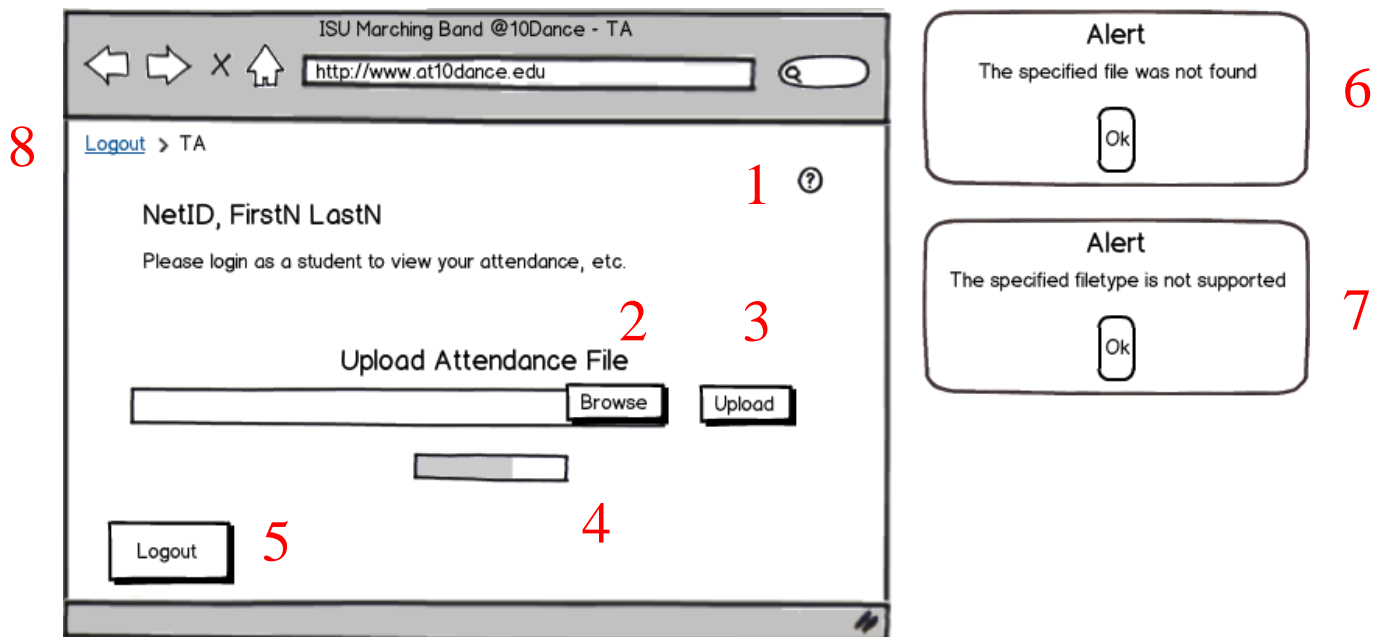 ISU Marching Band @10Dance - TA
http://www.at10dance.edu
8
Logout > TA
1
?
NetID, FirstN LastN
Please login as a student to view your attendance, etc.
2
3
Upload Attendance File
Browse
Upload
4
Logout
5
Alert
The specified file was not found
Ok
6
Alert
The specified filetype is not supported
Ok
7